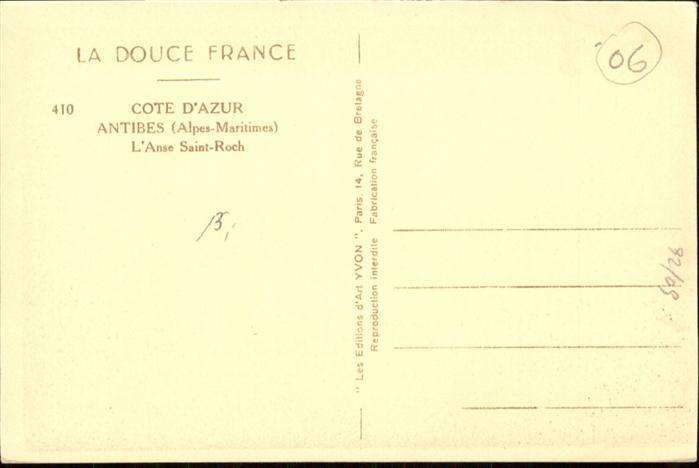 LA DOUCE FRANCE
410 COTE D'AZUR
ANTIBES (Alpes-Maritimes)
L'Anse Saint-Roch
" Les Editions d'Art YVON ", Paris, 14, Rue de Bretagne
Reproduction interdite Fabrication française
06